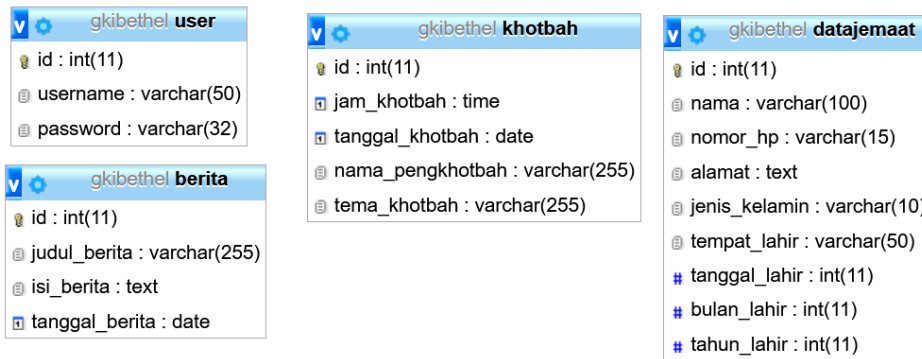 gkibethel user
id : int(11)
username : varchar(50)
password : varchar(32)
gkibethel berita
id : int(11)
judul_berita : varchar(255)
isi_berita : text
tanggal_berita : date
gkibethel khotbah
id : int(11)
jam_khotbah : time
tanggal_khotbah : date
nama_pengkhotbah : varchar(255)
tema_khotbah : varchar(255)
gkibethel datajemaat
id : int(11)
nama : varchar(100)
nomor_hp : varchar(15)
alamat : text
jenis_kelamin : varchar(10)
tempat_lahir : varchar(50)
# tanggal_lahir : int(11)
# bulan_lahir : int(11)
# tahun_lahir : int(11)